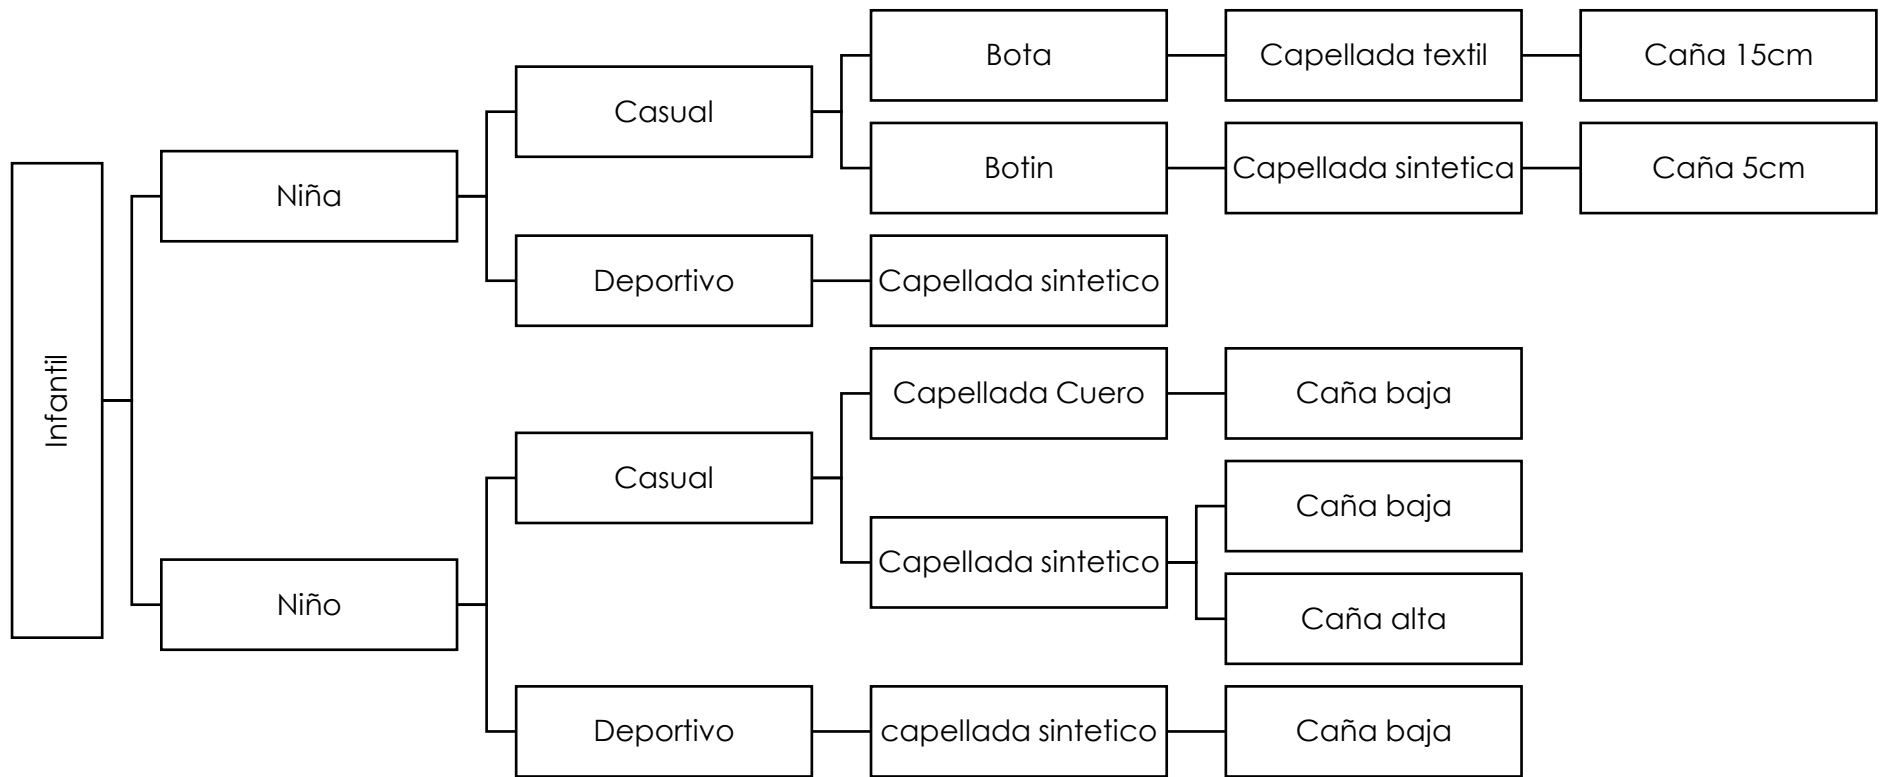 Infantil
Niña
Casual
Bota
Capellada textil
Caña 15cm
Botin
Capellada sintetica
Caña 5cm
Deportivo
Capellada sintetico
Niño
Casual
Capellada Cuero
Caña baja
Capellada sintetico
Caña baja
Caña alta
Deportivo
capellada sintetico
Caña baja